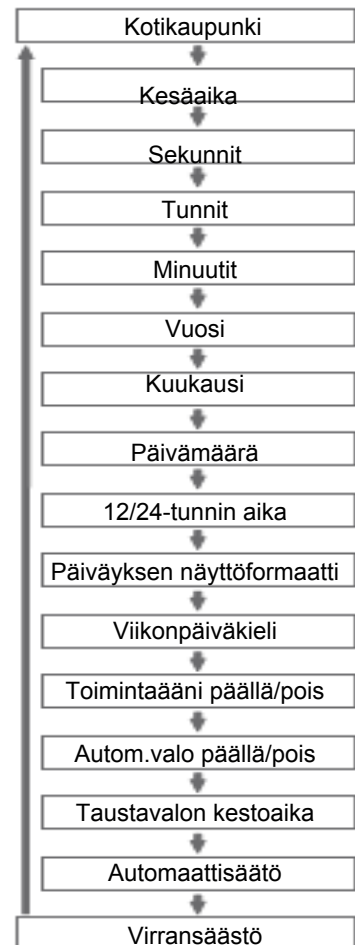 Kotikaupunki
Kesäaika
Sekunnit
Tunnit
Minuutit
Vuosi
Kuukausi
Päivämäärä
12/24-tunnin aika
Päiväyksen näyttöformaatti
Viikonpäiväkieli
Toimintaääni päällä/pois
Autom.valo päällä/pois
Taustavalon kestoaika
Automaattisäätö
Virransäästö